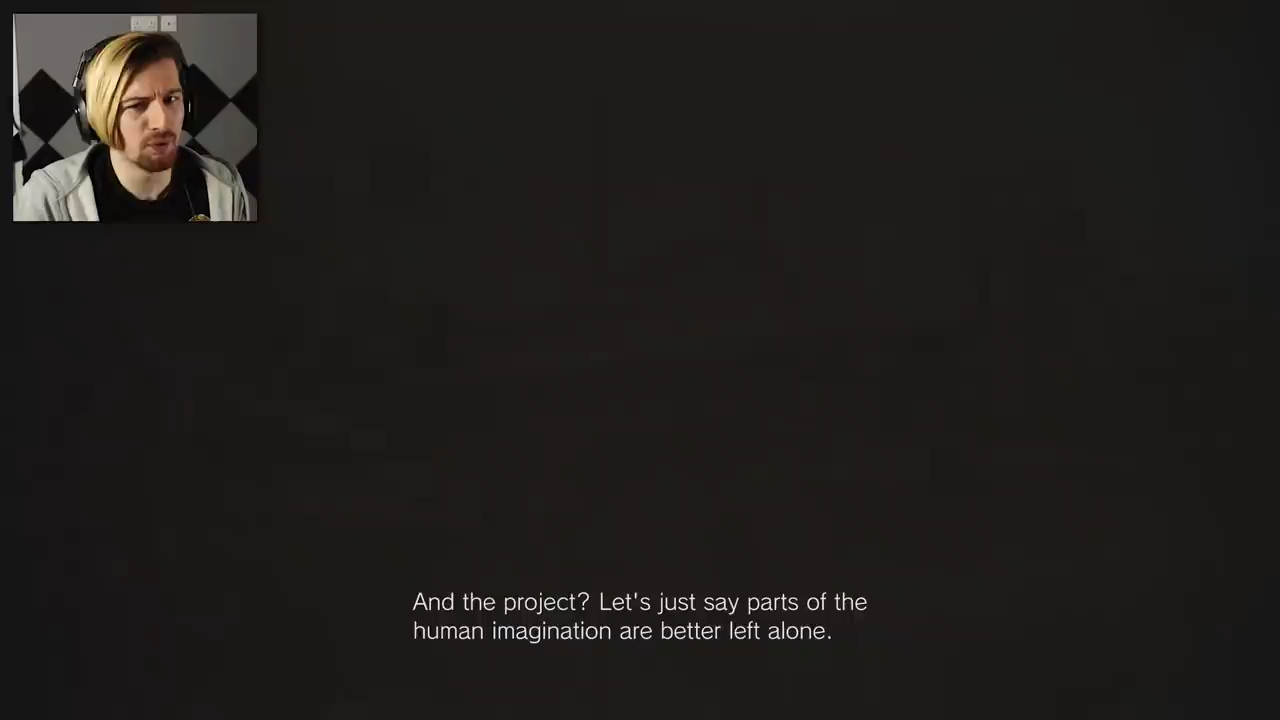 And the project? Let's just say parts of the
human imagination are better left alone.